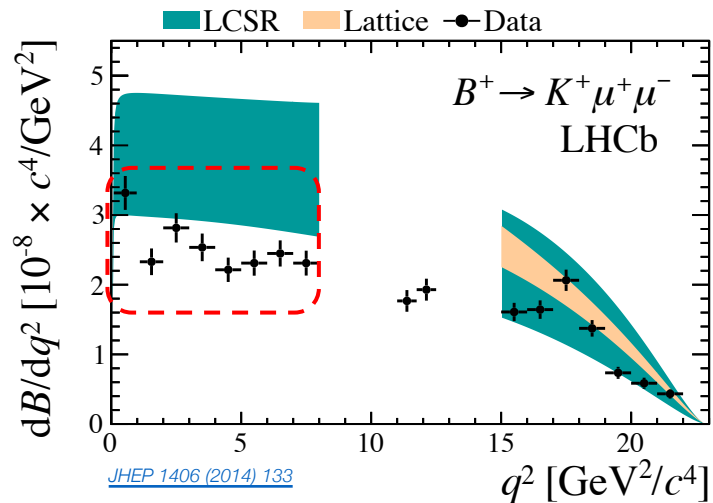 LCSR Lattice Data
B⁺ → K⁺μ⁺μ⁻
LHCb
dB/dq² [10⁻⁸ × c⁴/GeV²]
5
4
3
2
1
0
0 5 10 15 20
JHEP 1406 (2014) 133
q² [GeV²/c⁴]